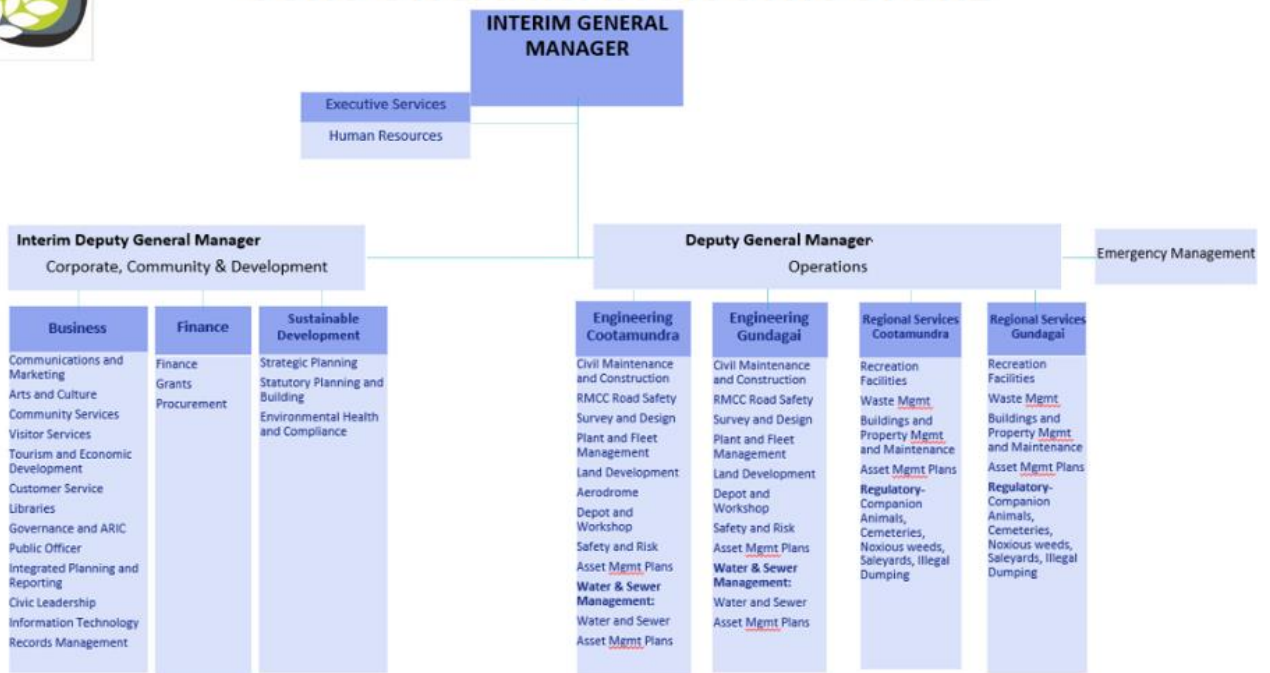 INTERIM GENERAL
MANAGER
Executive Services
Human Resources
Interim Deputy General Manager
Corporate, Community & Development
Deputy General Manager
Operations
Emergency Management
Business
Communications and
Marketing
Arts and Culture
Community Services
Visitor Services
Tourism and Economic
Development
Customer Service
Libraries
Governance and ARIC
Public Officer
Integrated Planning and
Reporting
Civic Leadership
Information Technology
Records Management
Finance
Finance
Grants
Procurement
Sustainable
Development
Strategic Planning
Statutory Planning and
Building
Environmental Health
and Compliance
Engineering
Cootamundra
Civil Maintenance
and Construction
RMCC Road Safety
Survey and Design
Plant and Fleet
Management
Land Development
Aerodrome
Depot and
Workshop
Safety and Risk
Asset Mgmt Plans
Water & Sewer
Management:
Water and Sewer
Asset Mgmt Plans
Engineering
Gundagai
Civil Maintenance
and Construction
RMCC Road Safety
Survey and Design
Plant and Fleet
Management
Land Development
Depot and
Workshop
Safety and Risk
Asset Mgmt Plans
Water & Sewer
Management:
Water and Sewer
Asset Mgmt Plans
Regional Services
Cootamundra
Recreation
Facilities
Waste Mgmt
Buildings and
Property Mgmt
and Maintenance
Asset Mgmt Plans
Regulatory-
Companion
Animals,
Cemeteries,
Noxious weeds,
Saleyards, Illegal
Dumping
Regional Services
Gundagai
Recreation
Facilities
Waste Mgmt
Buildings and
Property Mgmt
and Maintenance
Asset Mgmt Plans
Regulatory-
Companion
Animals,
Cemeteries,
Noxious weeds,
Saleyards, Illegal
Dumping